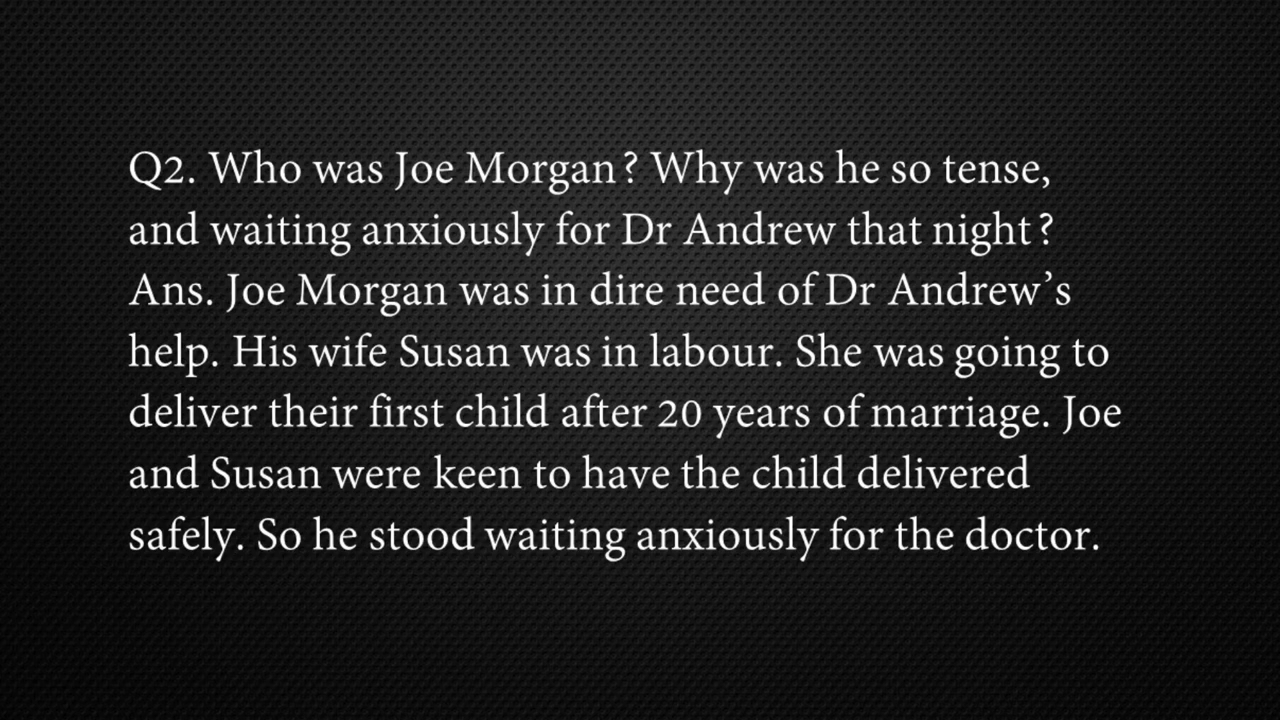 Q2. Who was Joe Morgan? Why was he so tense,
and waiting anxiously for Dr Andrew that night?
Ans. Joe Morgan was in dire need of Dr Andrew’s
help. His wife Susan was in labour. She was going to
deliver their first child after 20 years of marriage. Joe
and Susan were keen to have the child delivered
safely. So he stood waiting anxiously for the doctor.